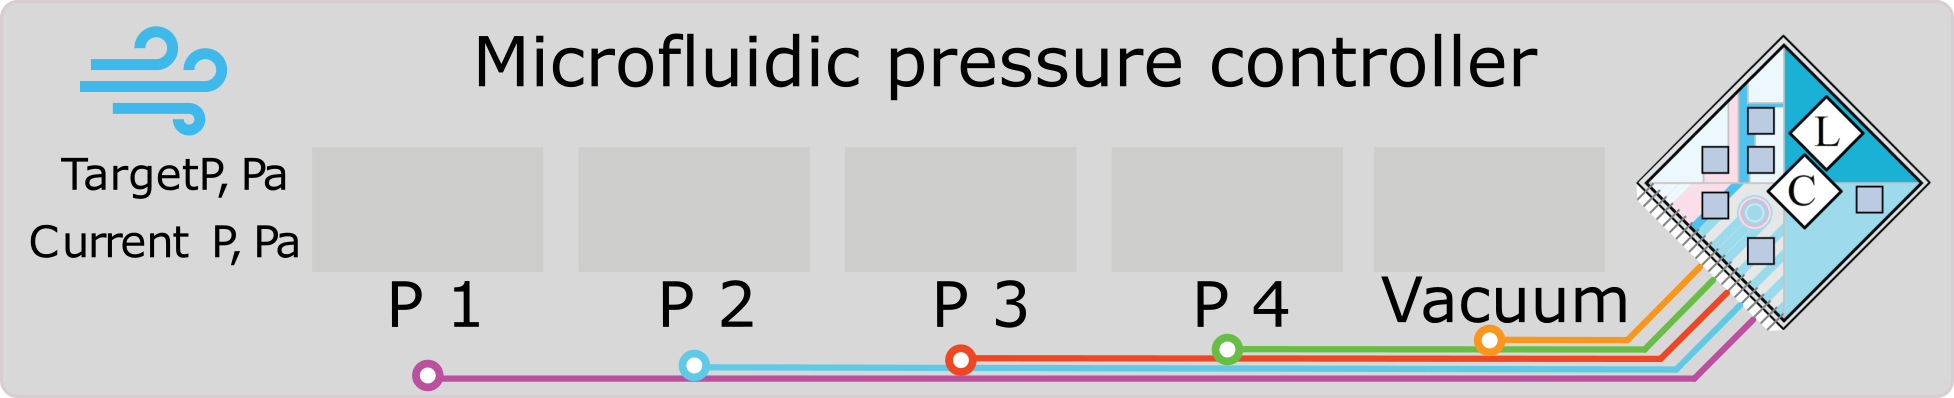 Microfluidic pressure controller
TargetP, Pa
Current P, Pa
P 1 P 2 P 3 P 4 Vacuum
L
C